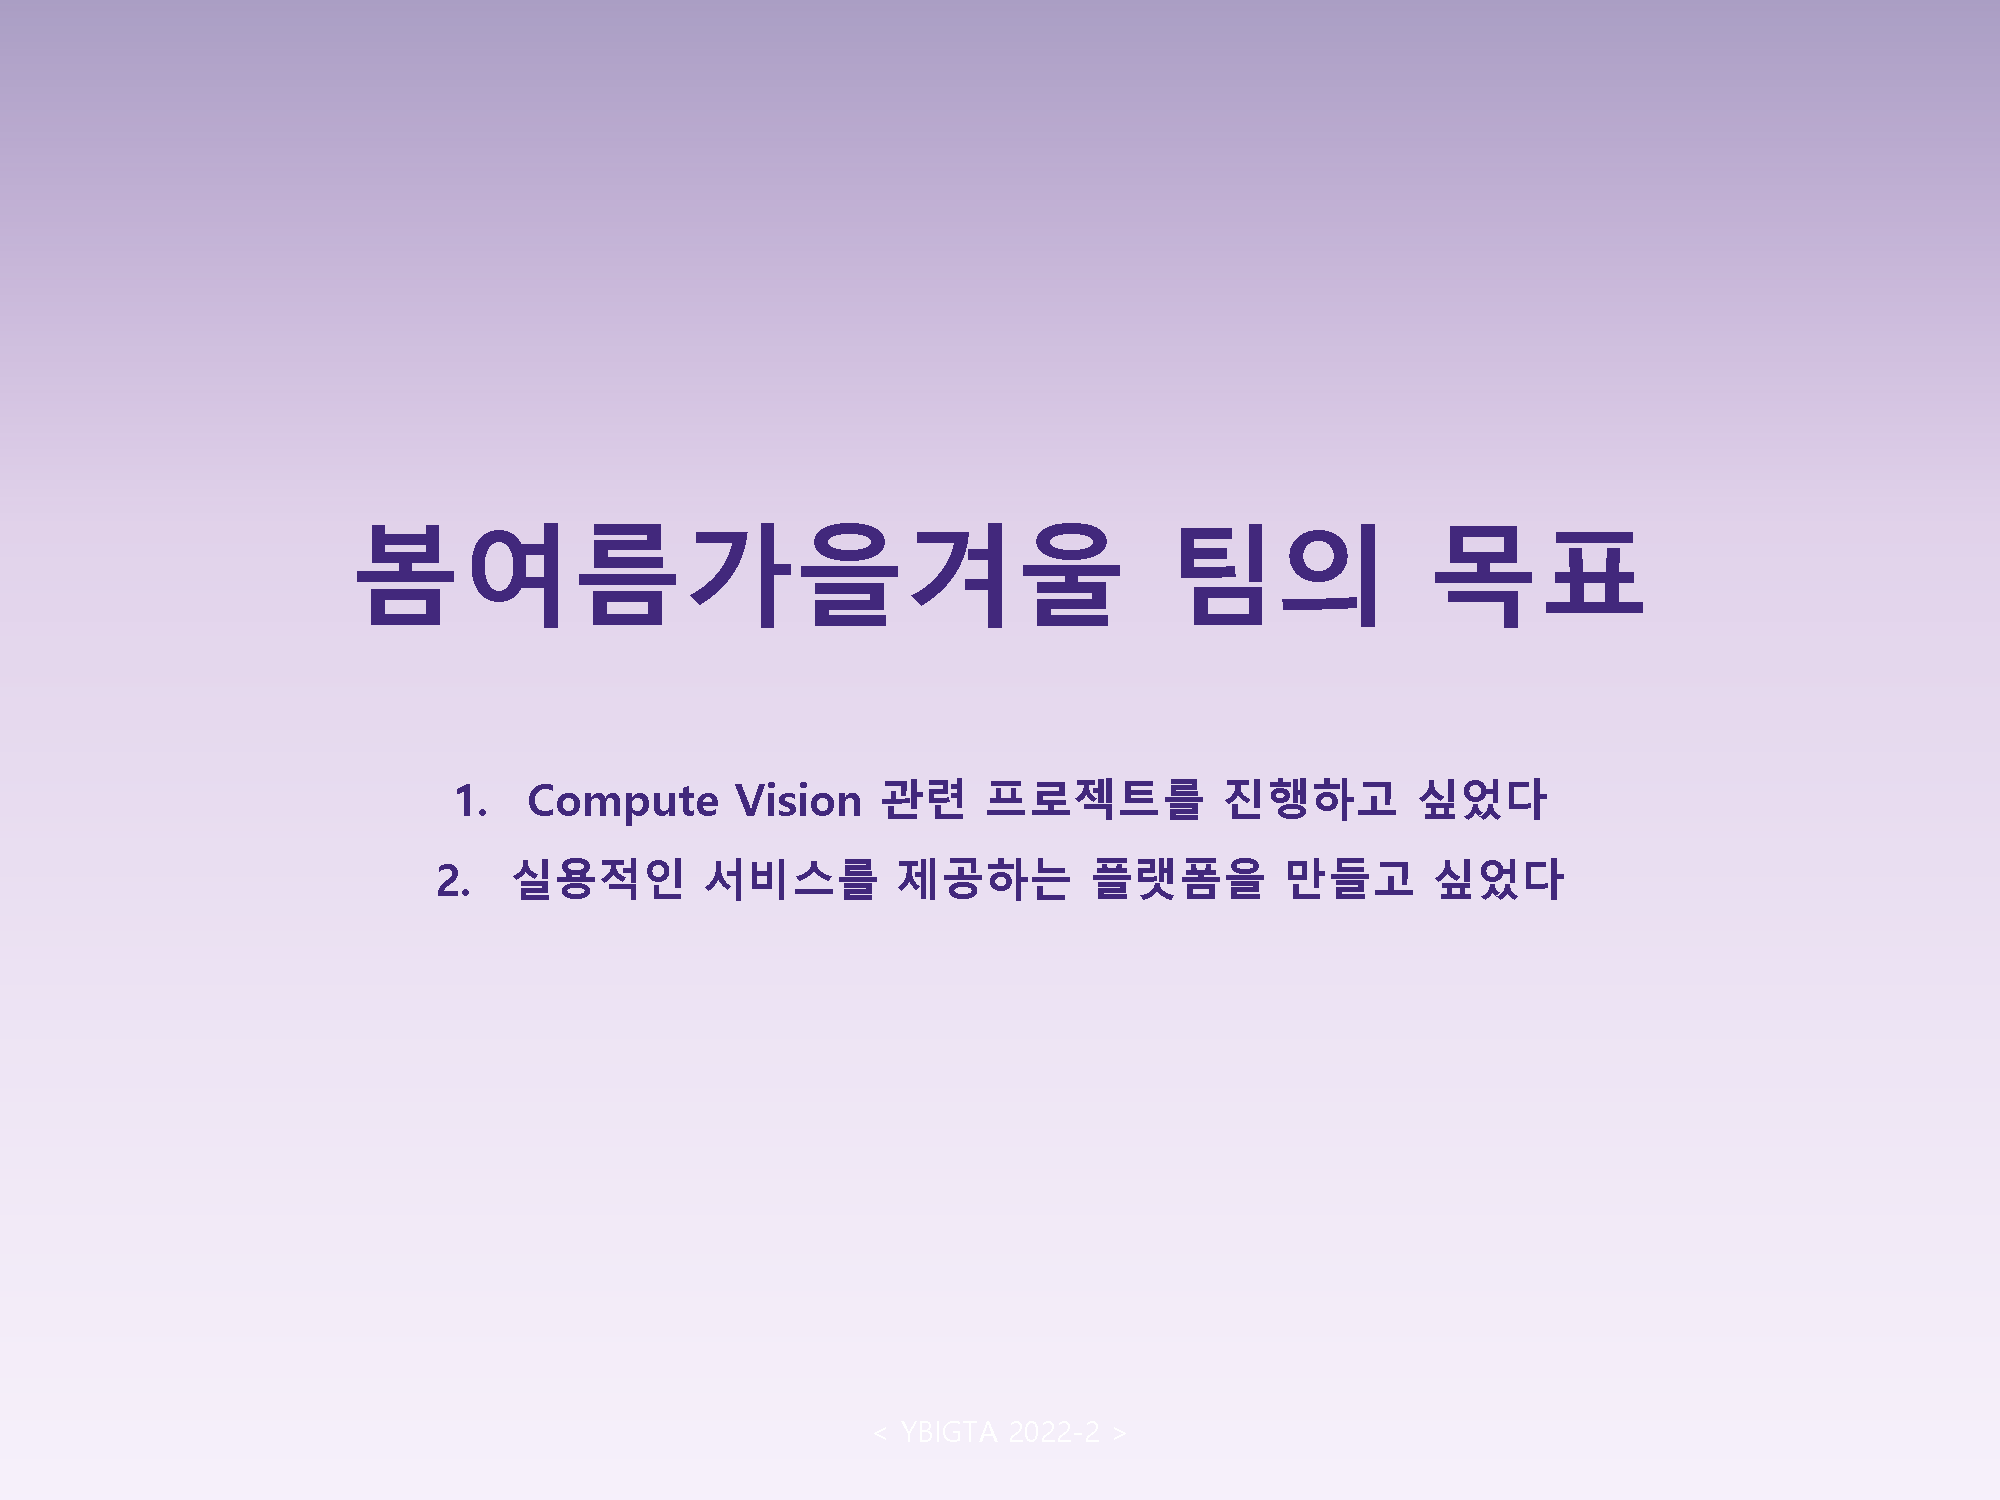 봄여름가을겨울 팀의 목표
1. Compute Vision 관련 프로젝트를 진행하고 싶었다
2. 실용적인 서비스를 제공하는 플랫폼을 만들고 싶었다
< YBIGTA 2022-2 >